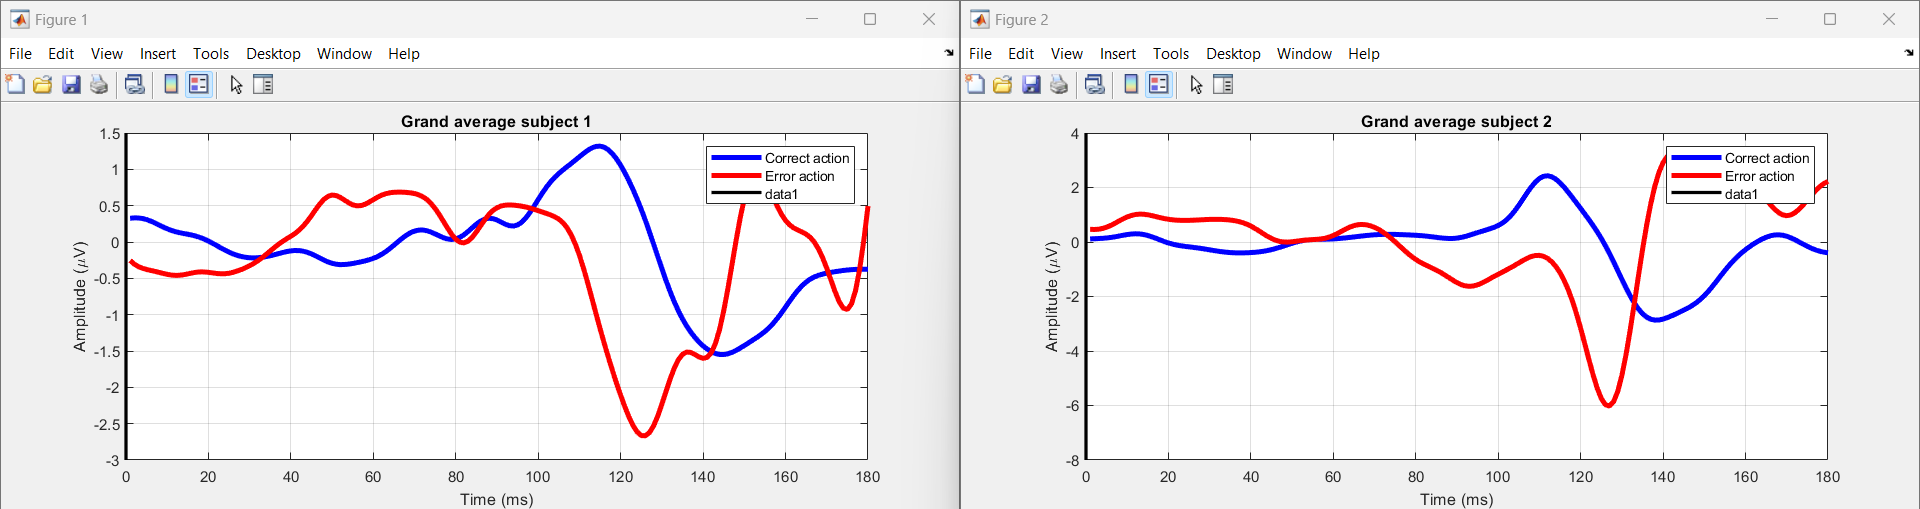 Figure 1
File Edit View Insert Tools Desktop Window Help
Grand average subject 1
Amplitude (μV)
1.5
1
0.5
0
-0.5
-1
-1.5
-2
-2.5
-3
Correct action
Error action
data1
0 20 40 60 80 100 120 140 160 180
Time (ms)
Figure 2
File Edit View Insert Tools Desktop Window Help
Grand average subject 2
Amplitude (μV)
4
2
0
-2
-4
-6
-8
Correct action
Error action
data1
0 20 40 60 80 100 120 140 160 180
Time (ms)